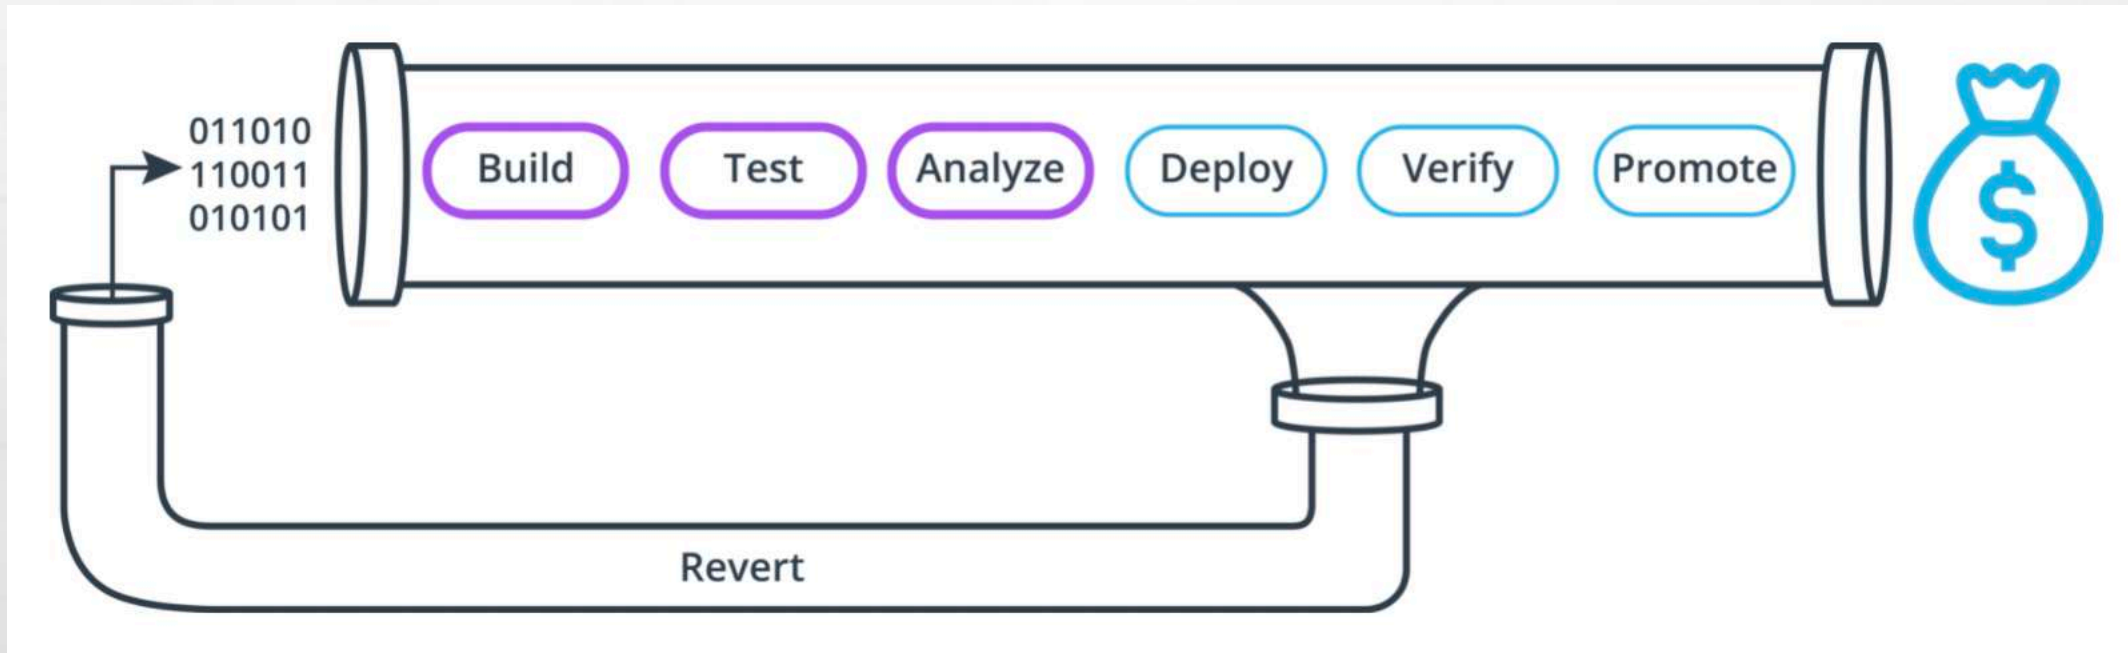 011010
110011
010101
Build
Test
Analyze
Deploy
Verify
Promote
$
Revert